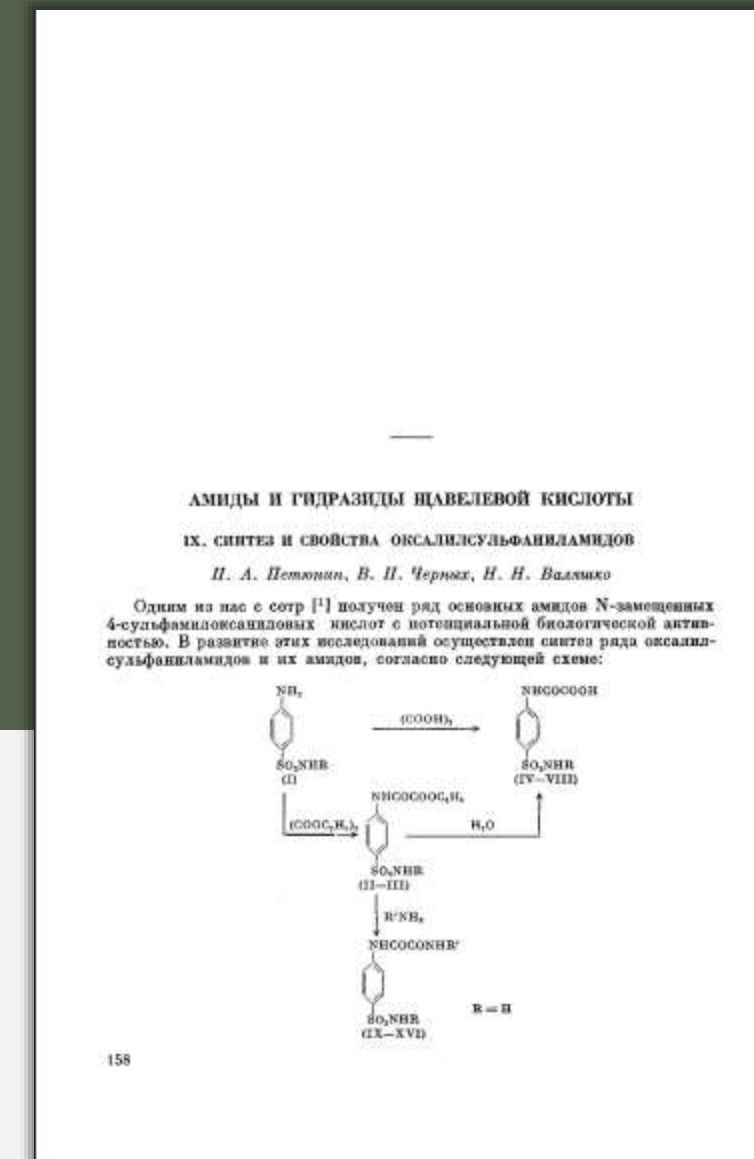 АМИДЫ И ГИДРАЗИДЫ ЩАВЕЛЕВОЙ КИСЛОТЫ
IX. СИНТЕЗ И СВОЙСТВА ОКСАЛИЛСУЛЬФАНИЛАМИДОВ
П. А. Петюнин, В. П. Черных, Н. Н. Валяшко
Одним из нас с сотр [1] получен ряд основных амидов N-замещенных
4-сульфамилоксаниловых кислот с потенциальной биологической актив-
ностью. В развитие этих исследований осуществлен синтез ряда оксалил-
сульфаниламидов и их амидов, согласно следующей схеме:
NH2 NHCOCOOH
(COOH)2
SO2NHR SO2NHR
(I) (IV–VIII)
NHCOCOOC2H5
(COOC2H5)2 H2O
SO2NHR
(II–III)
R'NH2
NHCOCONHR'
R = H
SO2NHR
(IX–XVI)
158